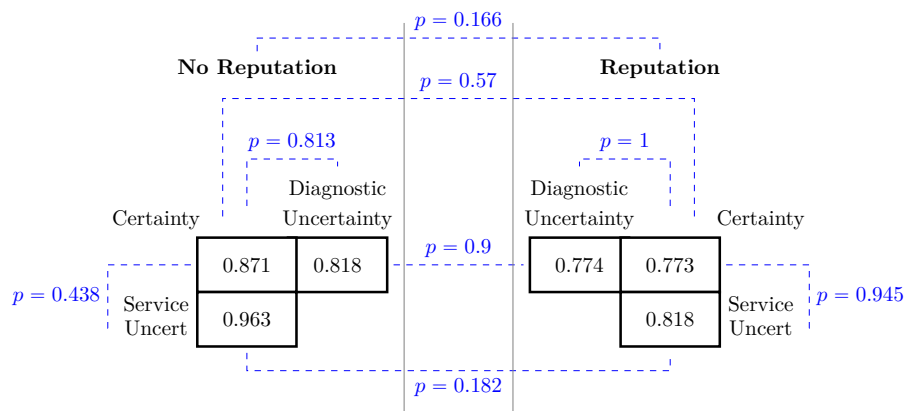 p = 0.166
No Reputation
Reputation
p = 0.57
p = 0.813
p = 1
Diagnostic
Uncertainty
Diagnostic
Uncertainty
Certainty
Certainty
0.871
0.818
p = 0.9
0.774
0.773
p = 0.438
Service
Uncert
0.963
0.818
Service
Uncert
p = 0.945
p = 0.182